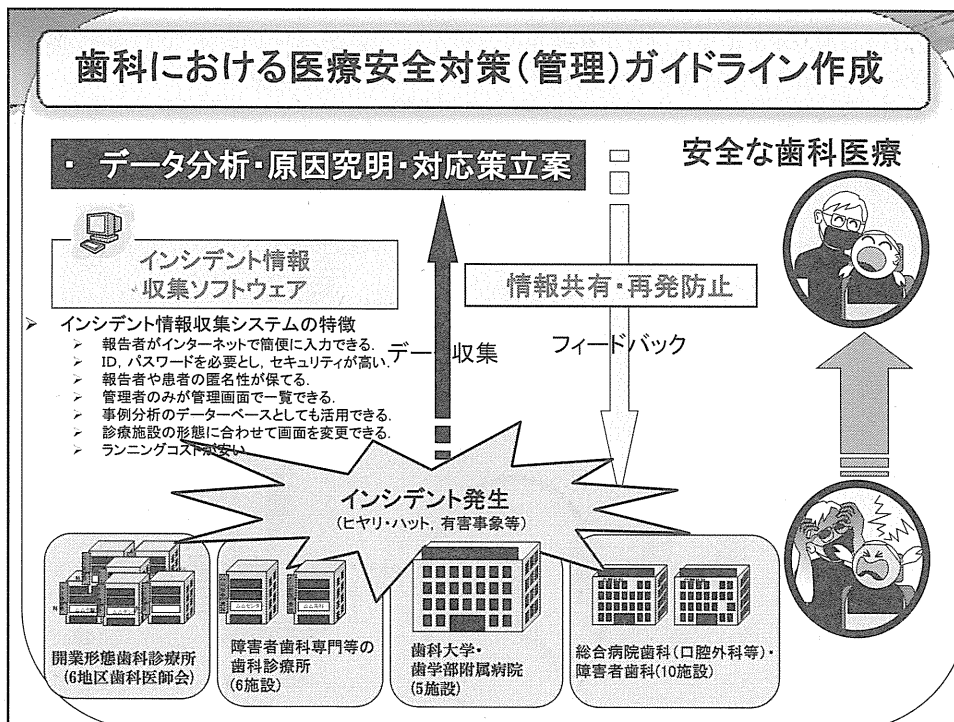 歯科における医療安全対策(管理)ガイドライン作成
・ データ分析・原因究明・対応策立案
安全な歯科医療
インシデント情報
収集ソフトウェア
情報共有・再発防止
➢ インシデント情報収集システムの特徴
➢ 報告者がインターネットで簡便に入力できる.
➢ ID, パスワードを必要とし, セキュリティが高い.
➢ 報告者や患者の匿名性が保てる.
➢ 管理者のみが管理画面で一覧できる.
➢ 事例分析のデーターベースとしても活用できる.
➢ 診療施設の形態に合わせて画面を変更できる.
➢ ランニングコストが安い
データ収集
フィードバック
インシデント発生
(ヒヤリ・ハット, 有害事象等)
開業形態歯科診療所
(6地区歯科医師会)
障害者歯科専門等の
歯科診療所
(6施設)
歯科大学・
歯学部附属病院
(5施設)
総合病院歯科(口腔外科等)・
障害者歯科(10施設)